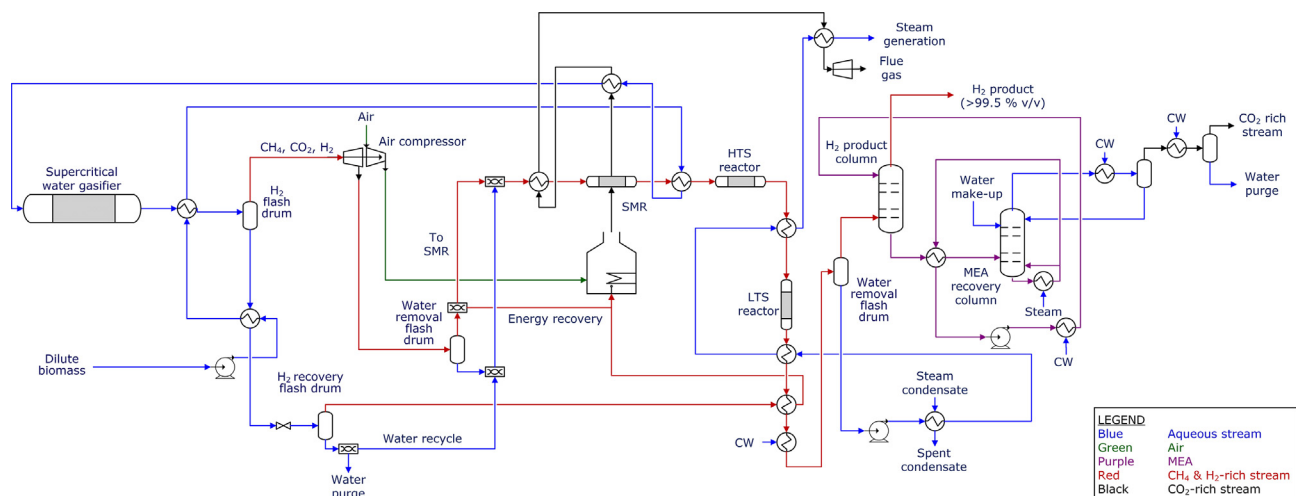 Steam
generation
Flue
gas
H2 product
(>99.5 % v/v)
CW
CO2 rich
stream
Air
CH4, CO2, H2
Air compressor
HTS
reactor
H2 product
column
CW
Supercritical
water gasifier
H2
flash drum
SMR
Water
make-up
Water
purge
To
SMR
MEA
recovery
column
Water
removal
flash drum
Energy recovery
LTS
reactor
Water
removal
flash drum
Steam
CW
Dilute
biomass
H2 recovery
flash drum
Steam
condensate
Water recycle
CW
Spent
condensate
Water
purge
LEGEND
Blue Aqueous stream
Green Air
Purple MEA
Red CH4 & H2-rich stream
Black CO2-rich stream